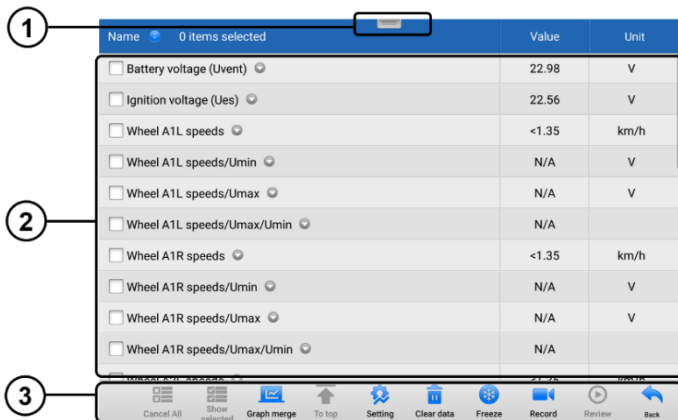 1
Name 0 items selected Value Unit
Battery voltage (Uvent) 22.98 V
Ignition voltage (Ues) 22.56 V
Wheel A1L speeds <1.35 km/h
Wheel A1L speeds/Umin N/A V
Wheel A1L speeds/Umax N/A V
2
Wheel A1L speeds/Umax/Umin N/A
Wheel A1R speeds <1.35 km/h
Wheel A1R speeds/Umin N/A V
Wheel A1R speeds/Umax N/A V
Wheel A1R speeds/Umax/Umin N/A
3
Cancel All Show selected Graph merge To top Setting Clear data Freeze Record Review Back